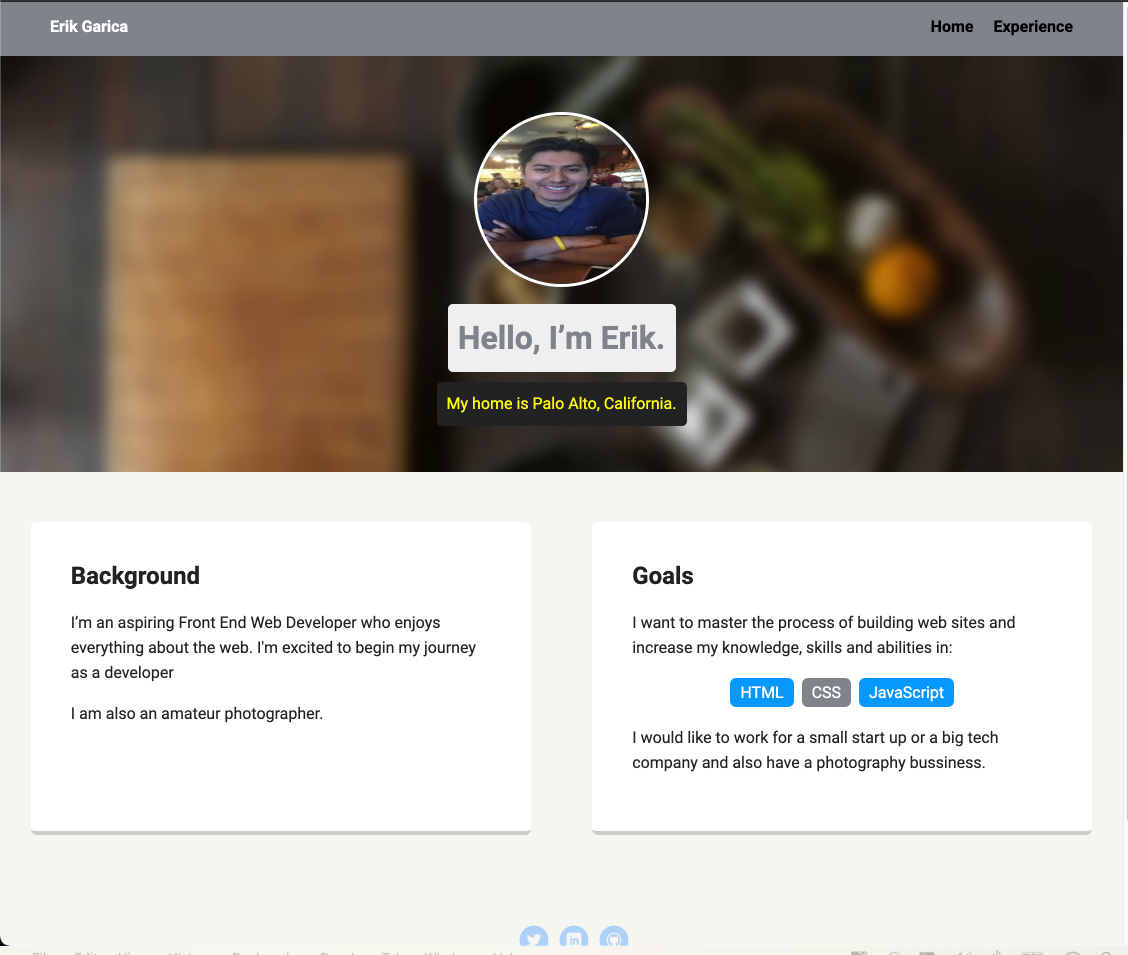 Erik Garica
Home Experience
Hello, I’m Erik.
My home is Palo Alto, California.
Background
I’m an aspiring Front End Web Developer who enjoys
everything about the web. I'm excited to begin my journey
as a developer
I am also an amateur photographer.
Goals
I want to master the process of building web sites and
increase my knowledge, skills and abilities in:
HTML CSS JavaScript
I would like to work for a small start up or a big tech
company and also have a photography bussiness.